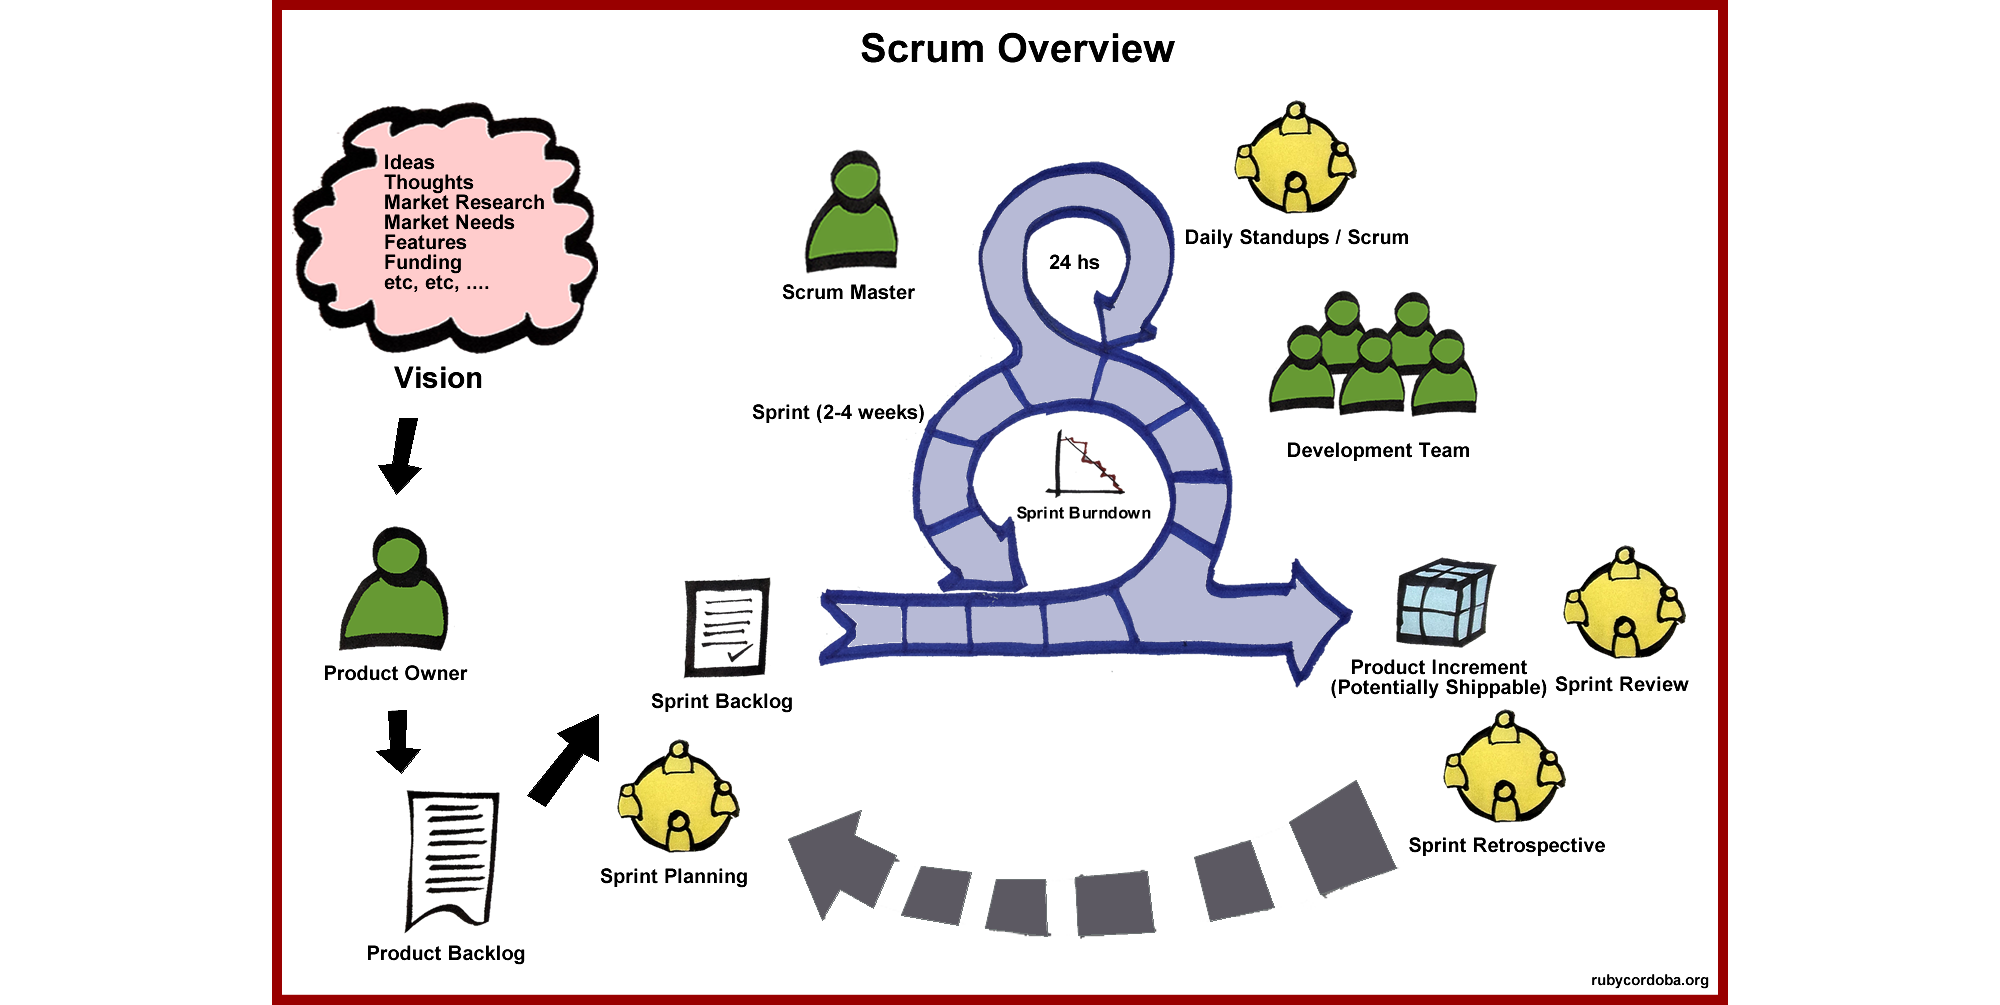 Scrum Overview
Ideas
Thoughts
Market Research
Market Needs
Features
Funding
etc, etc, ....
Vision
Scrum Master
24 hs
Daily Standups / Scrum
Sprint (2-4 weeks)
Development Team
Sprint Burndown
Product Owner
Sprint Backlog
Product Increment
(Potentially Shippable)
Sprint Review
Sprint Planning
Sprint Retrospective
Product Backlog
rubycordoba.org